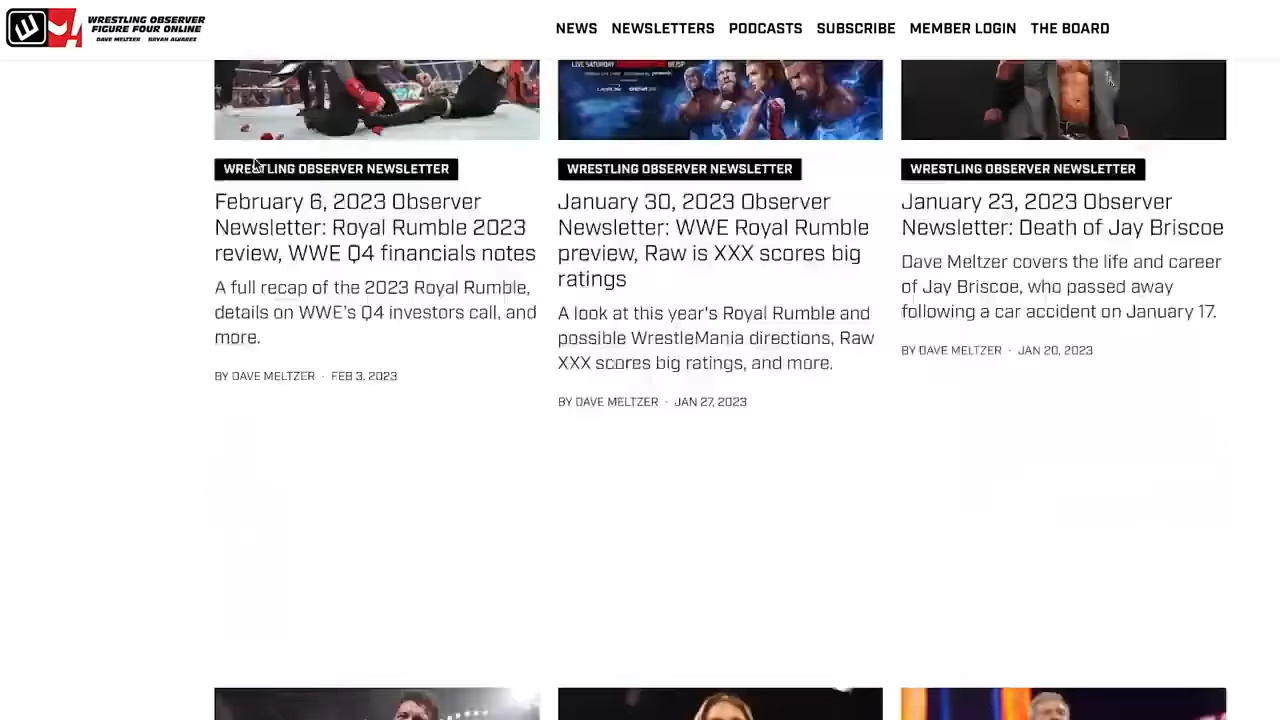 WRESTLING OBSERVER
FIGURE FOUR ONLINE
DAVE MELTZER BRYAN ALVAREZ
NEWS NEWSLETTERS PODCASTS SUBSCRIBE MEMBER LOGIN THE BOARD
WRESTLING OBSERVER NEWSLETTER
February 6, 2023 Observer
Newsletter: Royal Rumble 2023
review, WWE Q4 financials notes
A full recap of the 2023 Royal Rumble,
details on WWE's Q4 investors call, and
more.
BY DAVE MELTZER · FEB 3, 2023
LIVE SATURDAY
WRESTLING OBSERVER NEWSLETTER
January 30, 2023 Observer
Newsletter: WWE Royal Rumble
preview, Raw is XXX scores big
ratings
A look at this year's Royal Rumble and
possible WrestleMania directions, Raw
XXX scores big ratings, and more.
BY DAVE MELTZER · JAN 27, 2023
WRESTLING OBSERVER NEWSLETTER
January 23, 2023 Observer
Newsletter: Death of Jay Briscoe
Dave Meltzer covers the life and career
of Jay Briscoe, who passed away
following a car accident on January 17.
BY DAVE MELTZER · JAN 20, 2023